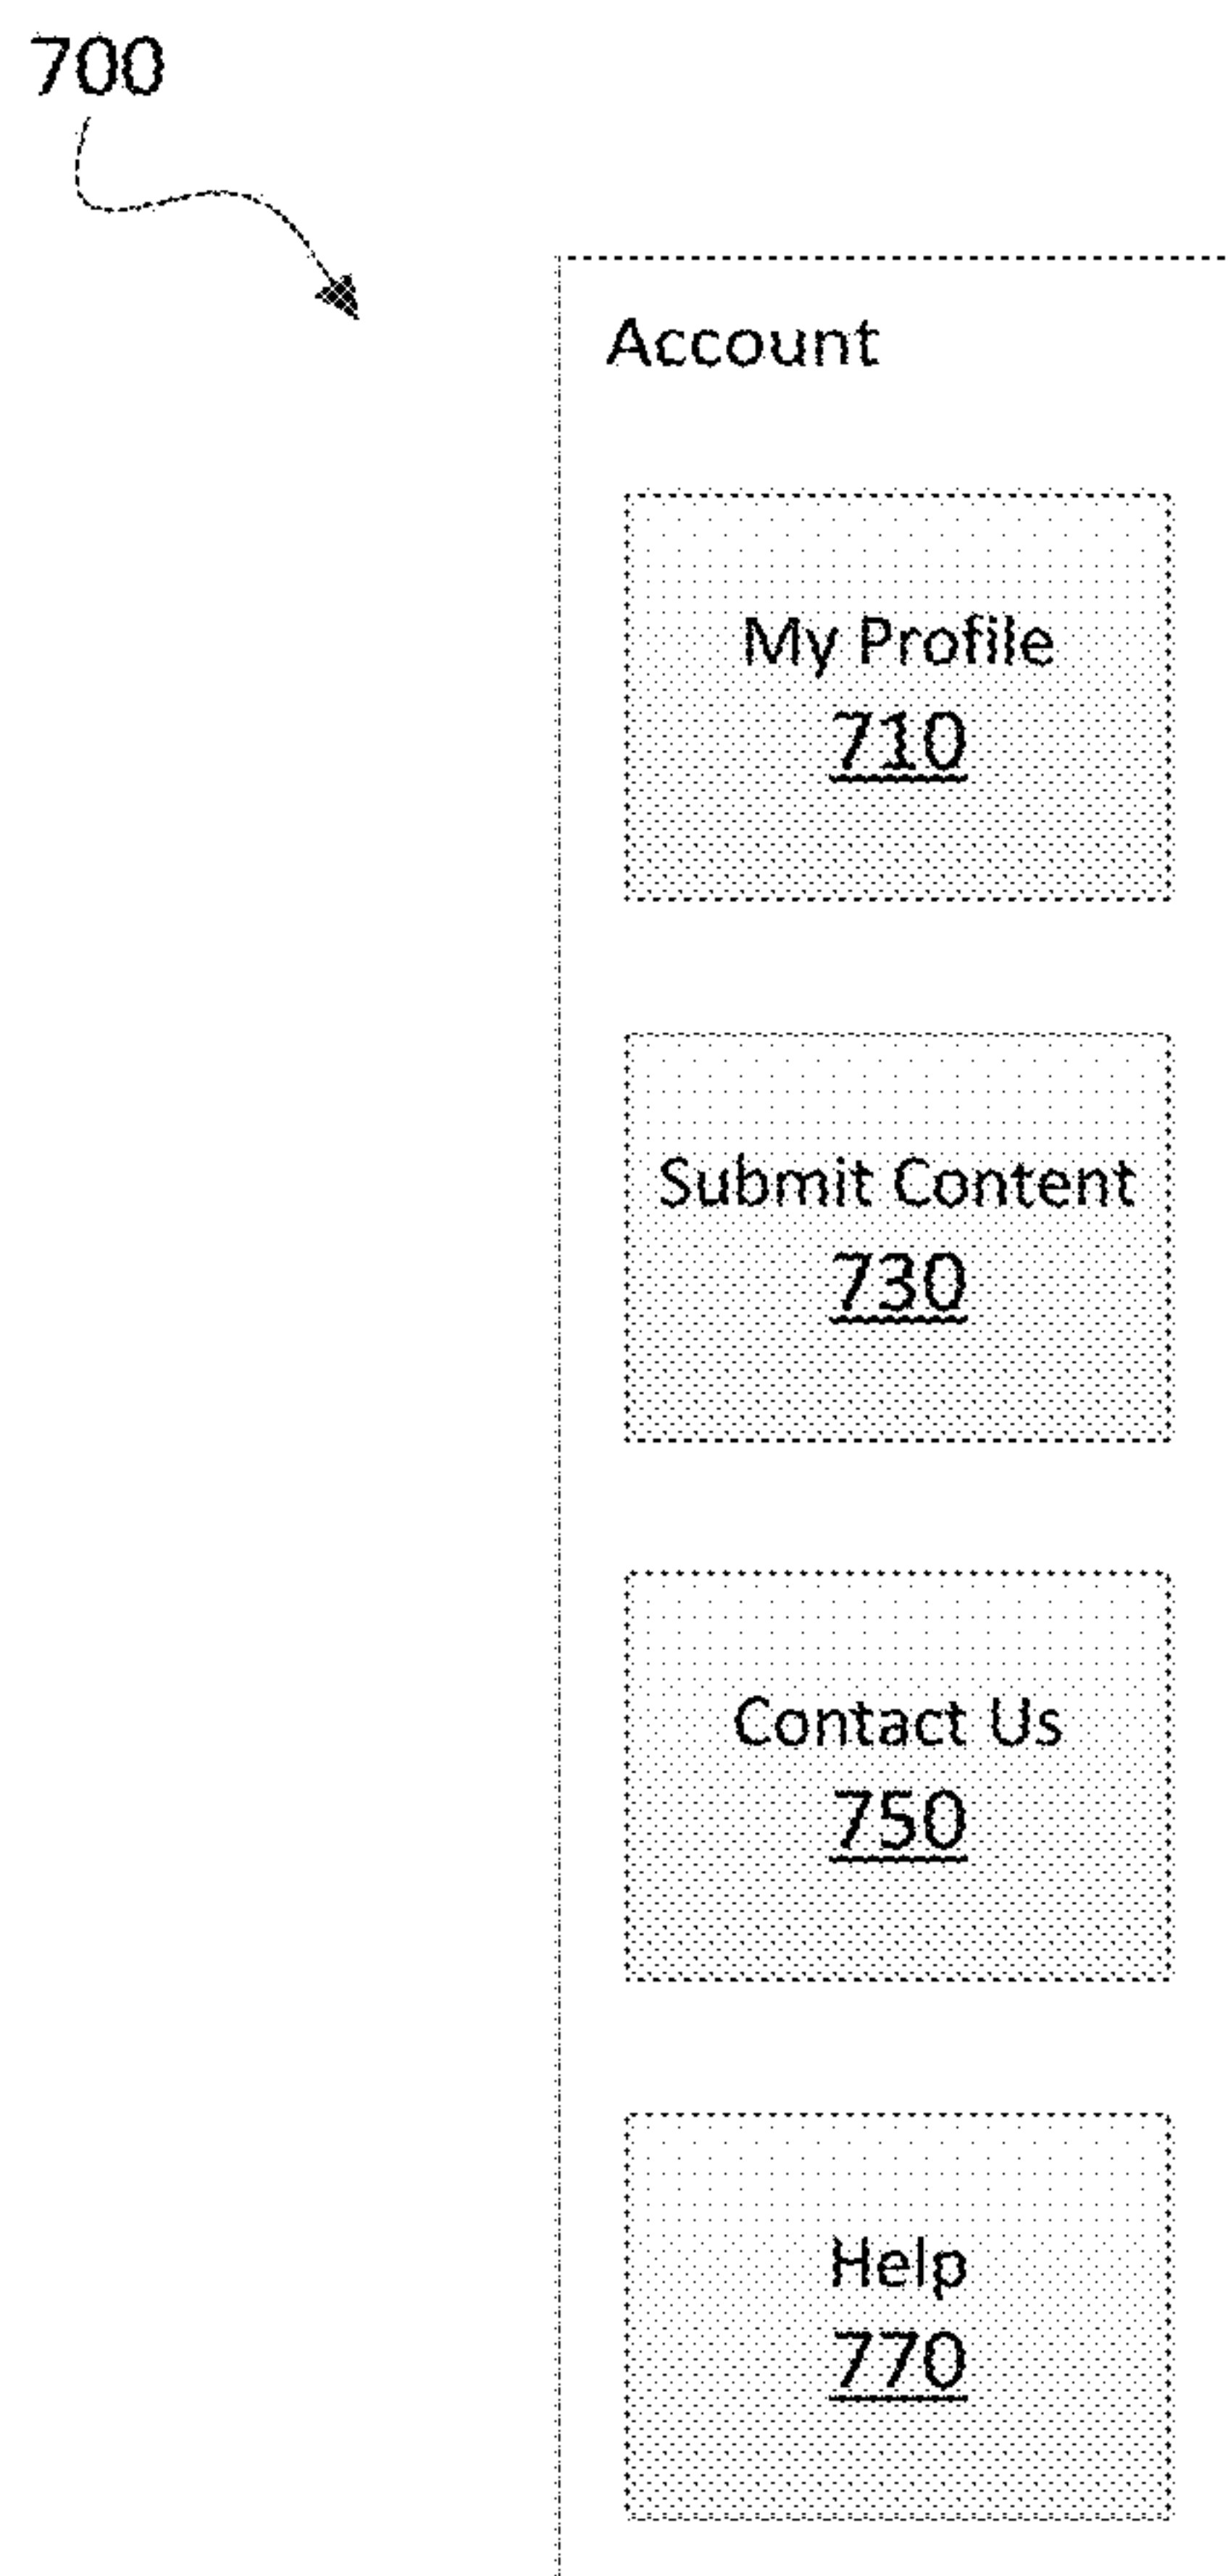 700
Account
My Profile
710
Submit Content
730
Contact Us
750
Help
770